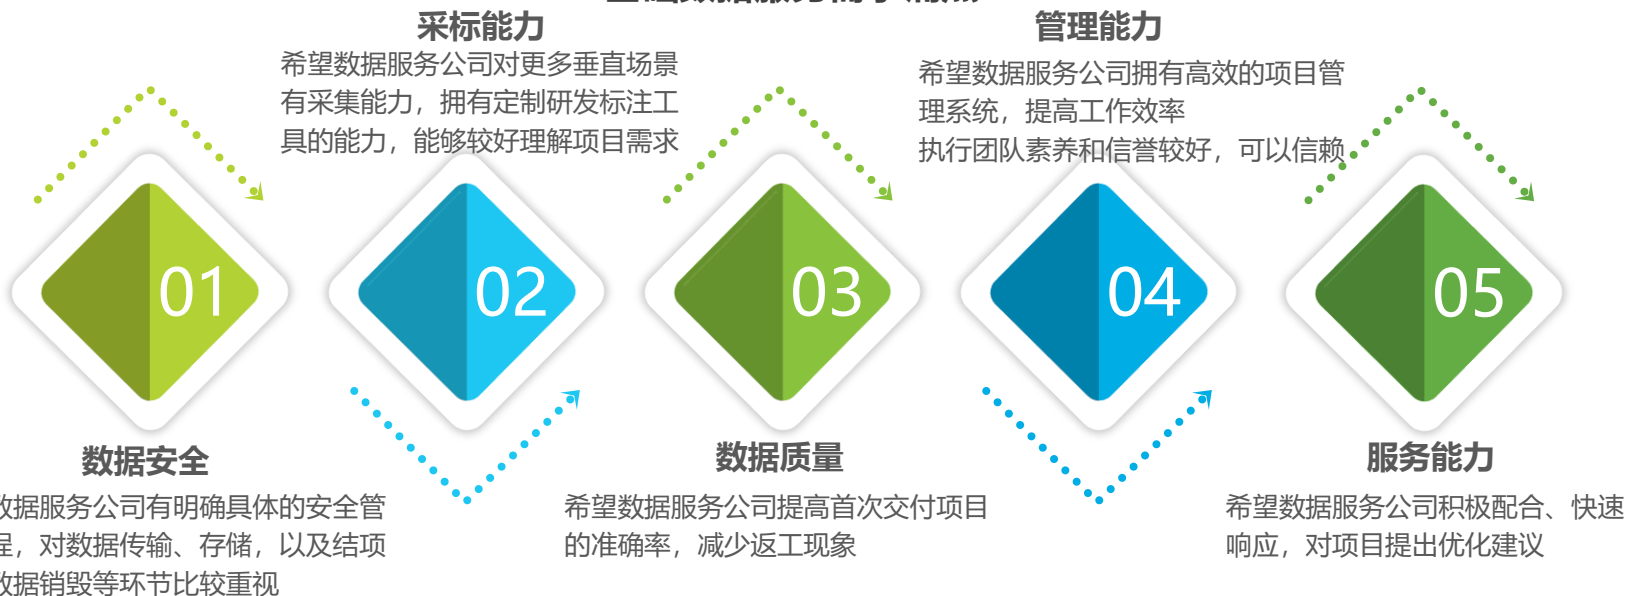 采标能力
希望数据服务公司对更多垂直场景
有采集能力，拥有定制研发标注工
具的能力，能够较好理解项目需求
管理能力
希望数据服务公司拥有高效的项目管
理系统，提高工作效率
执行团队素养和信誉较好，可以信赖
01
02
03
04
05
数据安全
数据服务公司有明确具体的安全管
程，对数据传输、存储，以及结项
数据销毁等环节比较重视
数据质量
希望数据服务公司提高首次交付项目
的准确率，减少返工现象
服务能力
希望数据服务公司积极配合、快速
响应，对项目提出优化建议